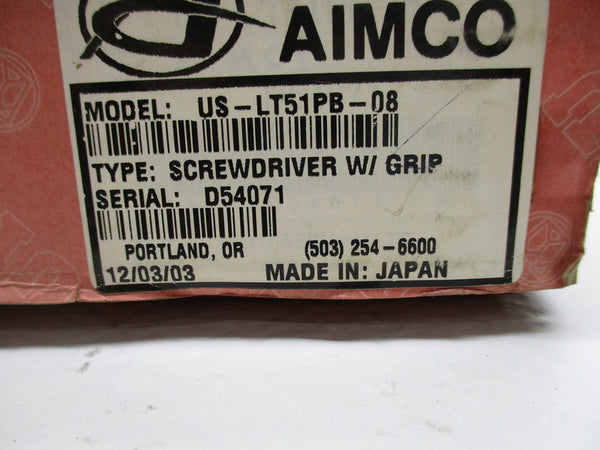 AIMCO
MODEL: US-LT51PB-08
TYPE: SCREWDRIVER W/ GRIP
SERIAL: D54071
PORTLAND, OR (503) 254-6600
12/03/03 MADE IN: JAPAN